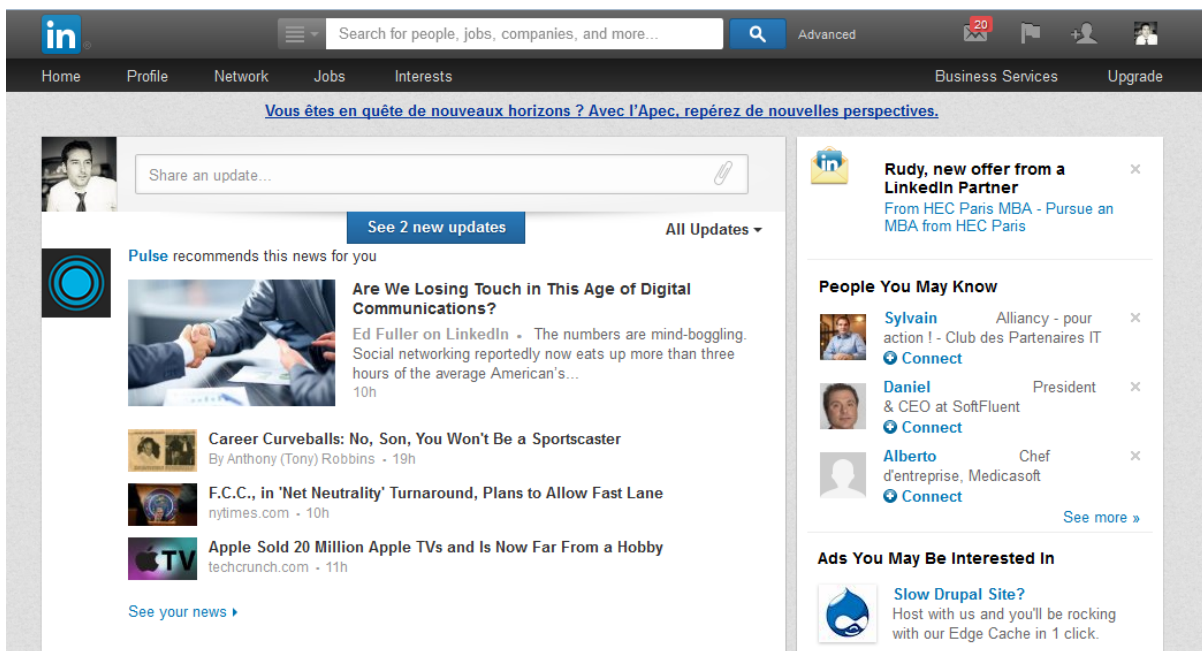 in
Search for people, jobs, companies, and more...
Advanced
20
Home Profile Network Jobs Interests
Business Services Upgrade
Vous êtes en quête de nouveaux horizons ? Avec l'Apec, repérez de nouvelles perspectives.
Share an update...
See 2 new updates
All Updates
Pulse recommends this news for you
Are We Losing Touch in This Age of Digital
Communications?
Ed Fuller on LinkedIn • The numbers are mind-boggling.
Social networking reportedly now eats up more than three
hours of the average American's...
10h
Career Curveballs: No, Son, You Won't Be a Sportscaster
By Anthony (Tony) Robbins • 19h
F.C.C., in 'Net Neutrality' Turnaround, Plans to Allow Fast Lane
nytimes.com • 10h
TV
Apple Sold 20 Million Apple TVs and Is Now Far From a Hobby
techcrunch.com • 11h
See your news
in
Rudy, new offer from a
LinkedIn Partner
From HEC Paris MBA - Pursue an
MBA from HEC Paris
People You May Know
Sylvain Alliancy - pour
action ! - Club des Partenaires IT
Connect
Daniel President
& CEO at SoftFluent
Connect
Alberto Chef
d'entreprise, Medicasoft
Connect
See more »
Ads You May Be Interested In
Slow Drupal Site?
Host with us and you'll be rocking
with our Edge Cache in 1 click.